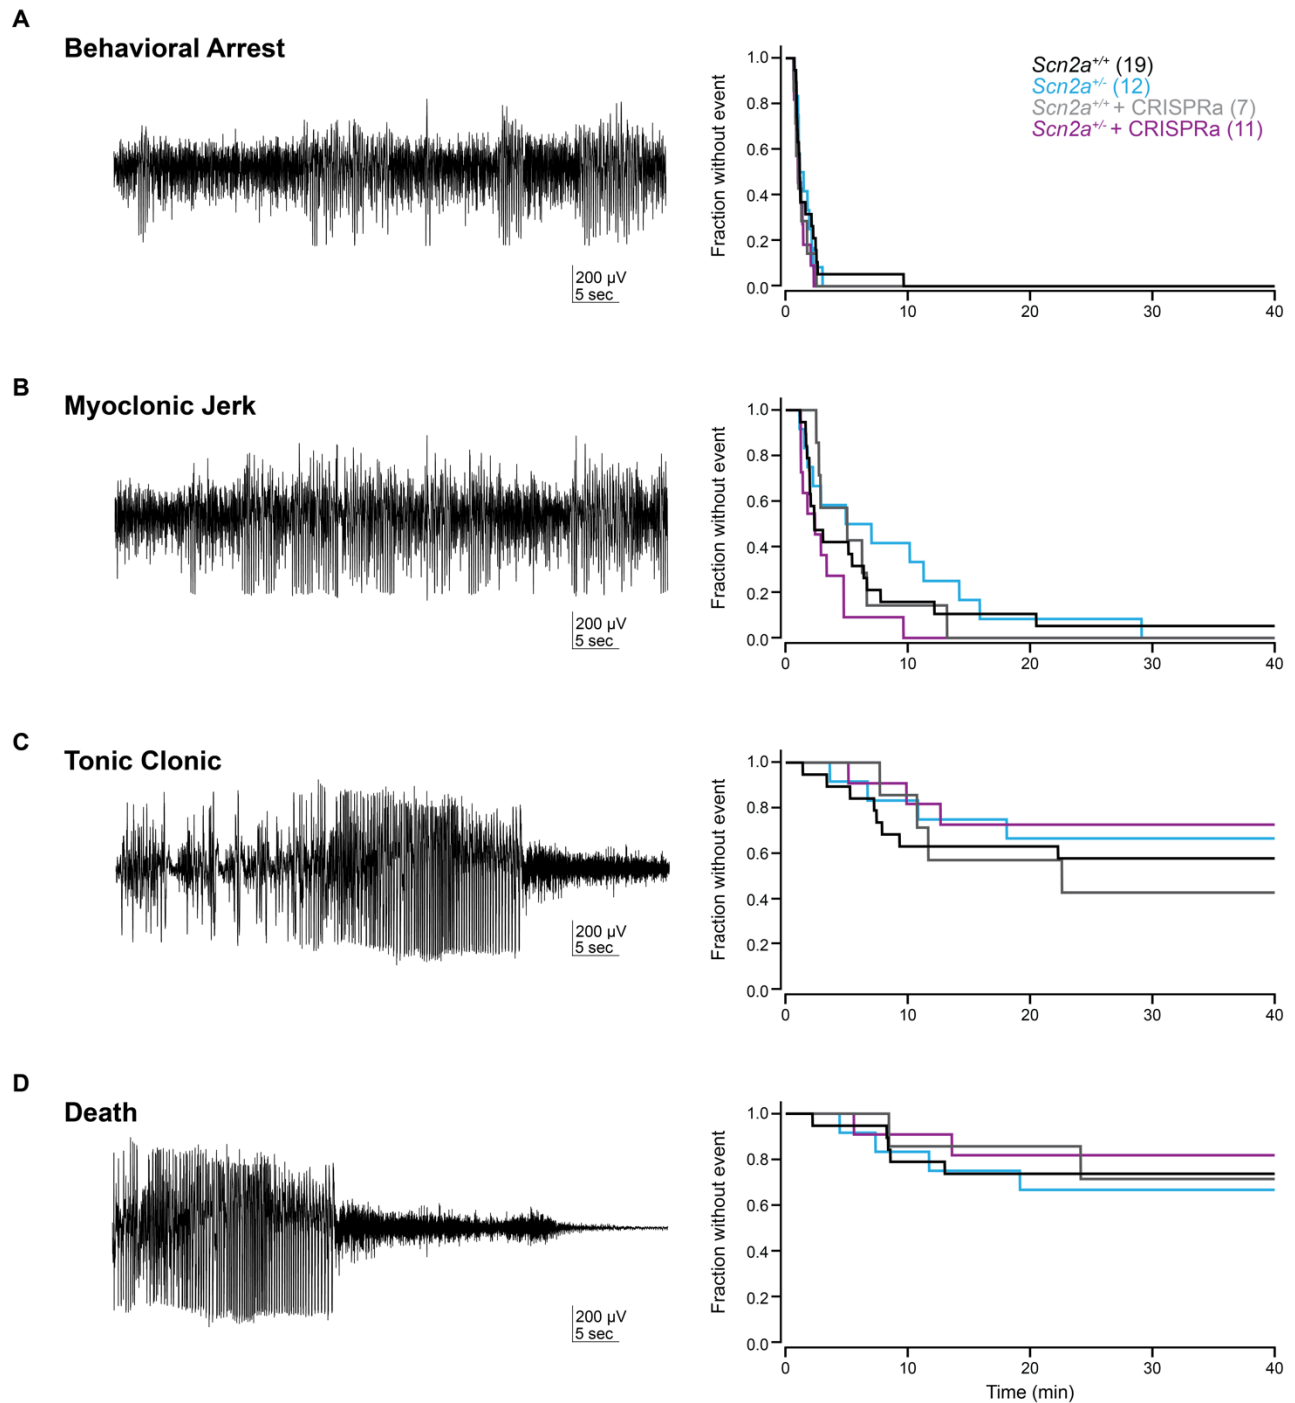 A
Behavioral Arrest
200 µV
5 sec
Fraction without event
1.0
0.8
0.6
0.4
0.2
0.0
0
10
20
30
40
Scn2a+/+ (19)
Scn2a+/- (12)
Scn2a+/+ + CRISPRa (7)
Scn2a+/- + CRISPRa (11)
B
Myoclonic Jerk
200 µV
5 sec
Fraction without event
1.0
0.8
0.6
0.4
0.2
0.0
0
10
20
30
40
C
Tonic Clonic
200 µV
5 sec
Fraction without event
1.0
0.8
0.6
0.4
0.2
0.0
0
10
20
30
40
D
Death
200 µV
5 sec
Fraction without event
1.0
0.8
0.6
0.4
0.2
0.0
0
10
20
30
40
Time (min)